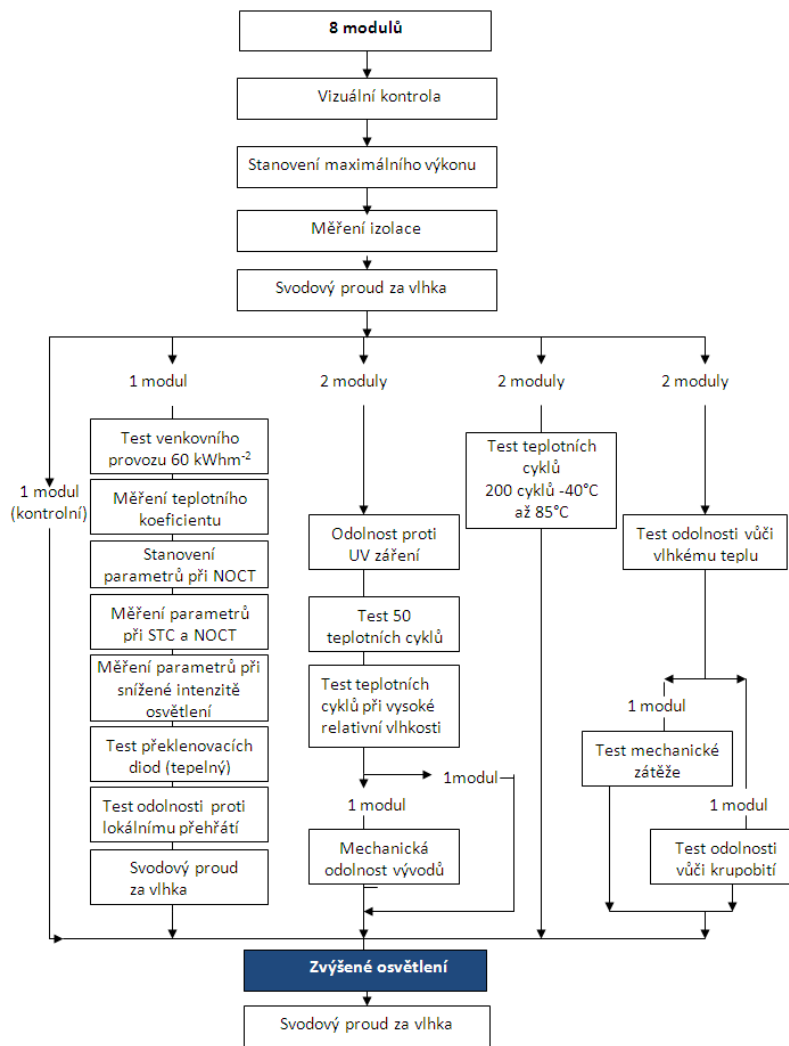 8 modulů
Vizuální kontrola
Stanovení maximálního výkonu
Měření izolace
Svodový proud za vlhka
1 modul
(kontrolní)
1 modul
Test venkovního
provozu 60 kWhm⁻²
Měření teplotního
koeficientu
Stanovení
parametrů při NOCT
Měření parametrů
při STC a NOCT
Měření parametrů při
snížené intenzitě
osvětlení
Test překlenovacích
diod (tepelný)
Test odolnosti proti
lokálnímu přehřátí
Svodový proud
za vlhka
2 moduly
Odolnost proti
UV záření
Test 50
teplotních cyklů
Test teplotních
cyklů při vysoké
relativní vlhkosti
1modul
1 modul
Mechanická
odolnost vývodů
2 moduly
Test teplotních
cyklů
200 cyklů -40°C
až 85°C
2 moduly
Test odolnosti vůči
vlhkému teplu
1 modul
Test mechanické
zátěže
1 modul
Test odolnosti
vůči krupobití
Zvýšené osvětlení
Svodový proud za vlhka